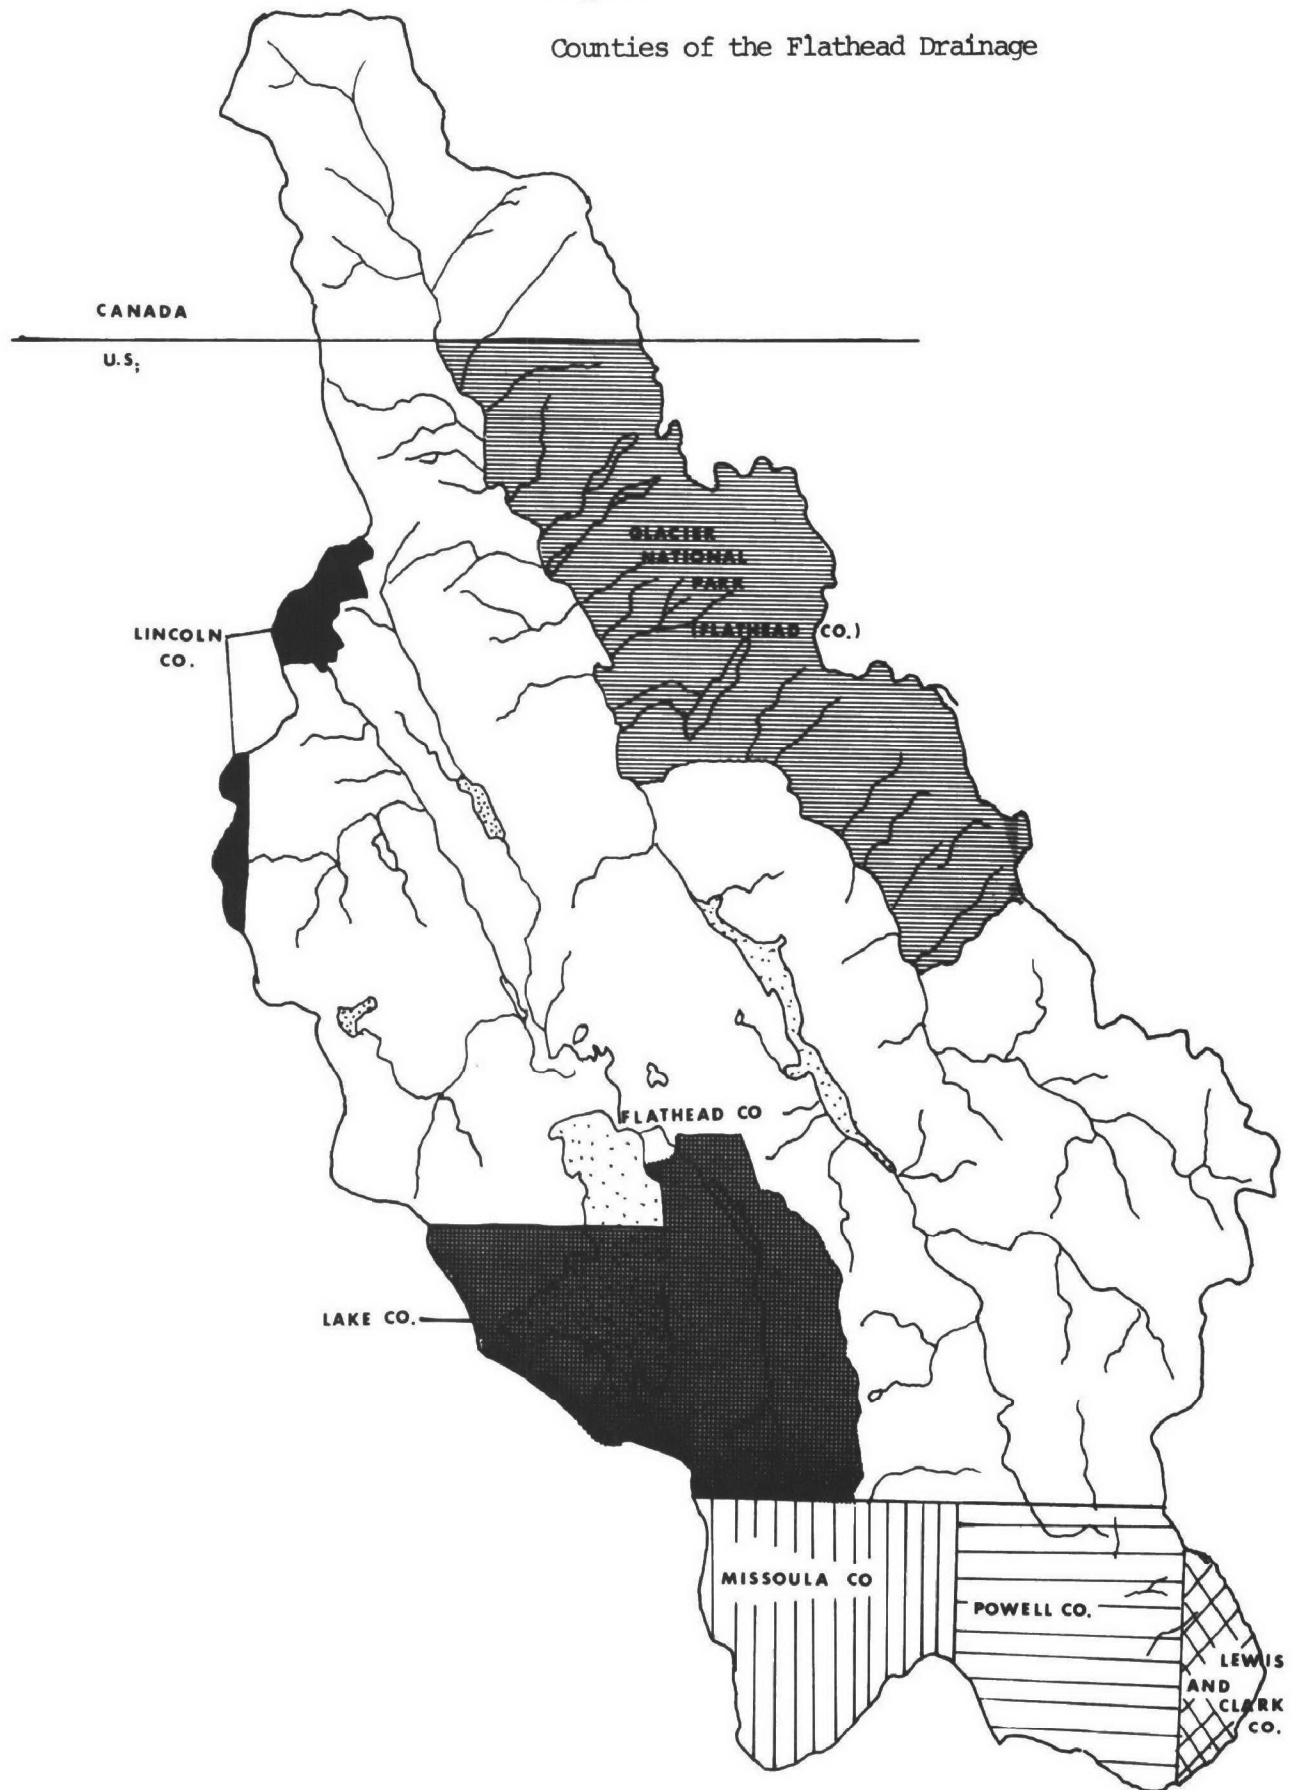 Counties of the Flathead Drainage
CANADA
U.S;
GLACIER
NATIONAL
PARK
(FLATHEAD CO.)
LINCOLN
CO.
FLATHEAD CO
LAKE CO.
MISSOULA CO
POWELL CO.
LEWIS
AND
CLARK
CO.